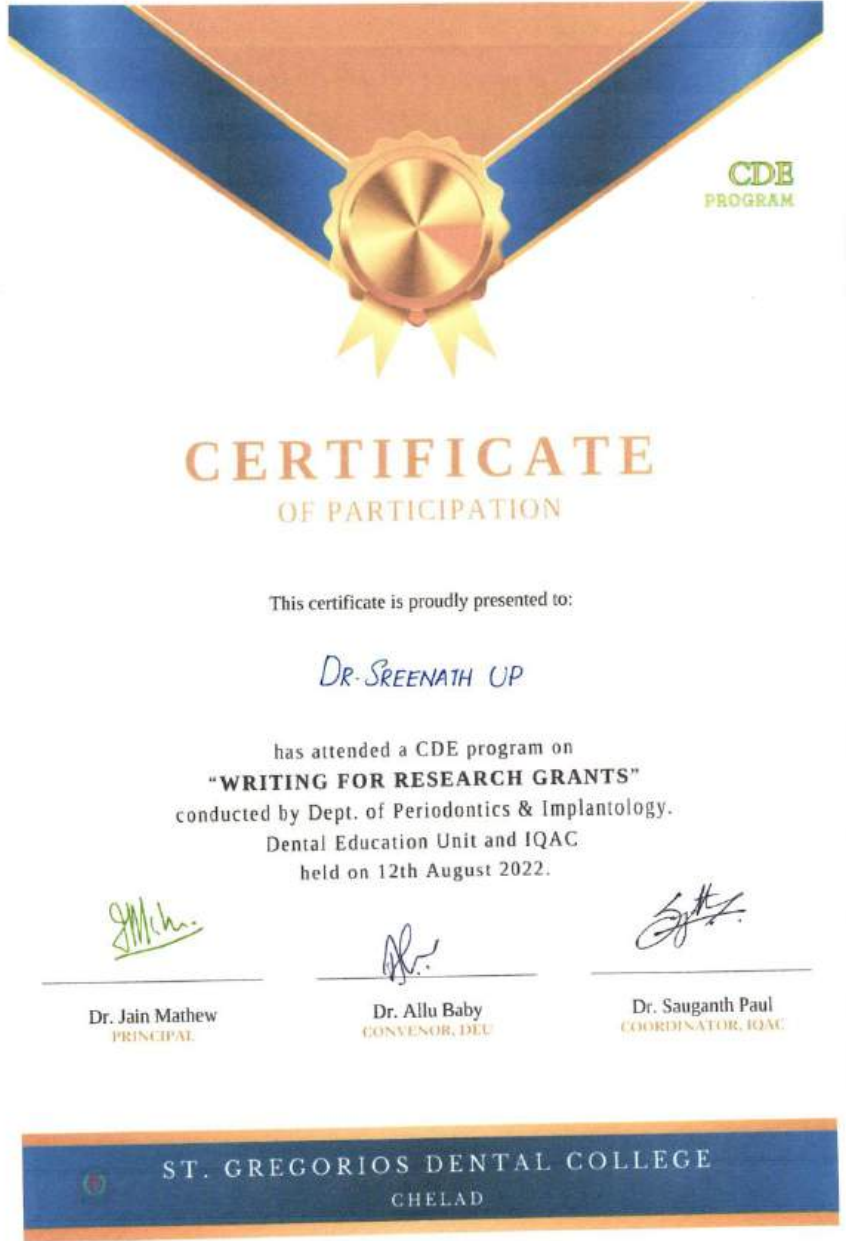 CDE
PROGRAM
CERTIFICATE
OF PARTICIPATION
This certificate is proudly presented to:
DR. SREENATH UP
has attended a CDE program on
“WRITING FOR RESEARCH GRANTS”
conducted by Dept. of Periodontics & Implantology.
Dental Education Unit and IQAC
held on 12th August 2022.
Dr. Jain Mathew
PRINCIPAL
Dr. Allu Baby
CONVENOR, DEU
Dr. Sauganth Paul
COORDINATOR, IQAC
ST. GREGORIOS DENTAL COLLEGE
CHELAD